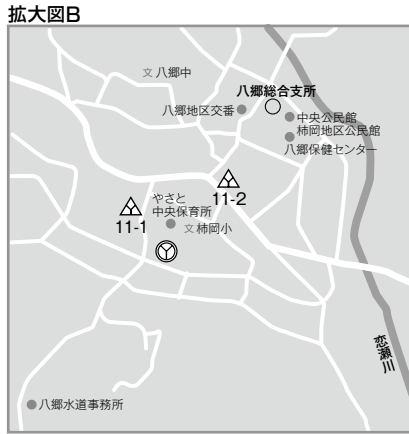 拡大図B
文 八郷中
八郷総合支所
八郷地区交番
中央公民館
柿岡地区公民館
八郷保健センター
やさと
中央保育所
11-2
11-1
文 柿岡小
恋瀬川
八郷水道事務所